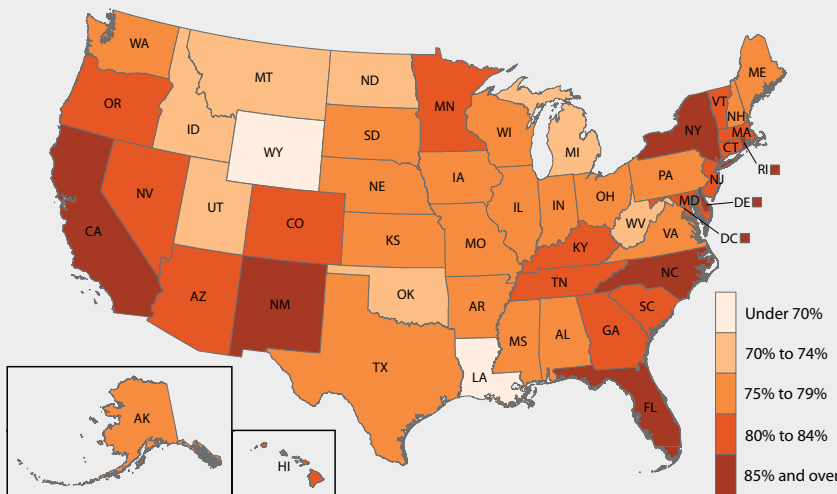 WA
MT
ND
MN
ME
OR
ID
SD
WI
MI
VT
NH
NY
MA
CT
RI
WY
NE
IA
PA
NJ
NV
UT
CO
IL
IN
OH
MD
DE
DC
CA
KS
MO
WV
VA
KY
AZ
NM
OK
AR
TN
NC
SC
TX
LA
MS
AL
GA
FL
AK
HI
Under 70%
70% to 74%
75% to 79%
80% to 84%
85% and over